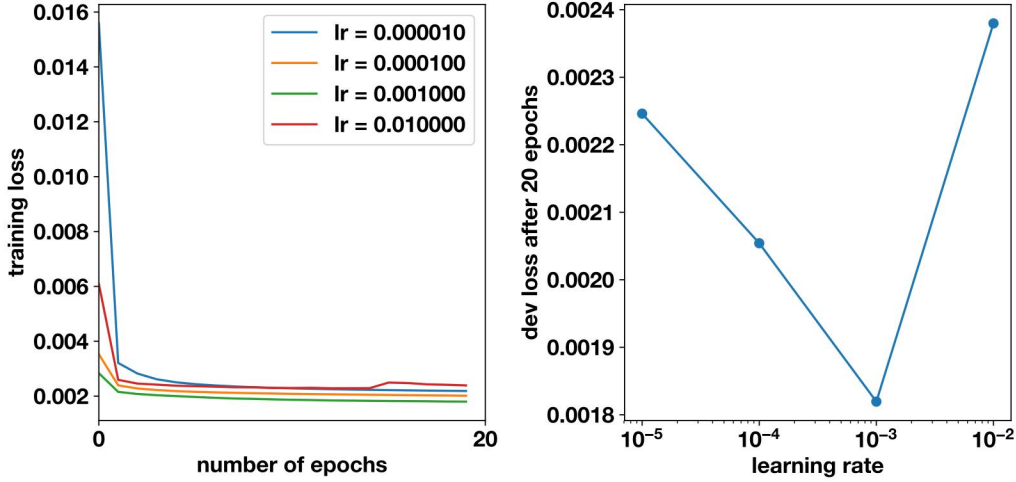 0.016
0.014
0.012
0.010
0.008
0.006
0.004
0.002
training loss
0
20
number of epochs
lr = 0.000010
lr = 0.000100
lr = 0.001000
lr = 0.010000
0.0024
0.0023
0.0022
0.0021
0.0020
0.0019
0.0018
dev loss after 20 epochs
10⁻⁵
10⁻⁴
10⁻³
10⁻²
learning rate